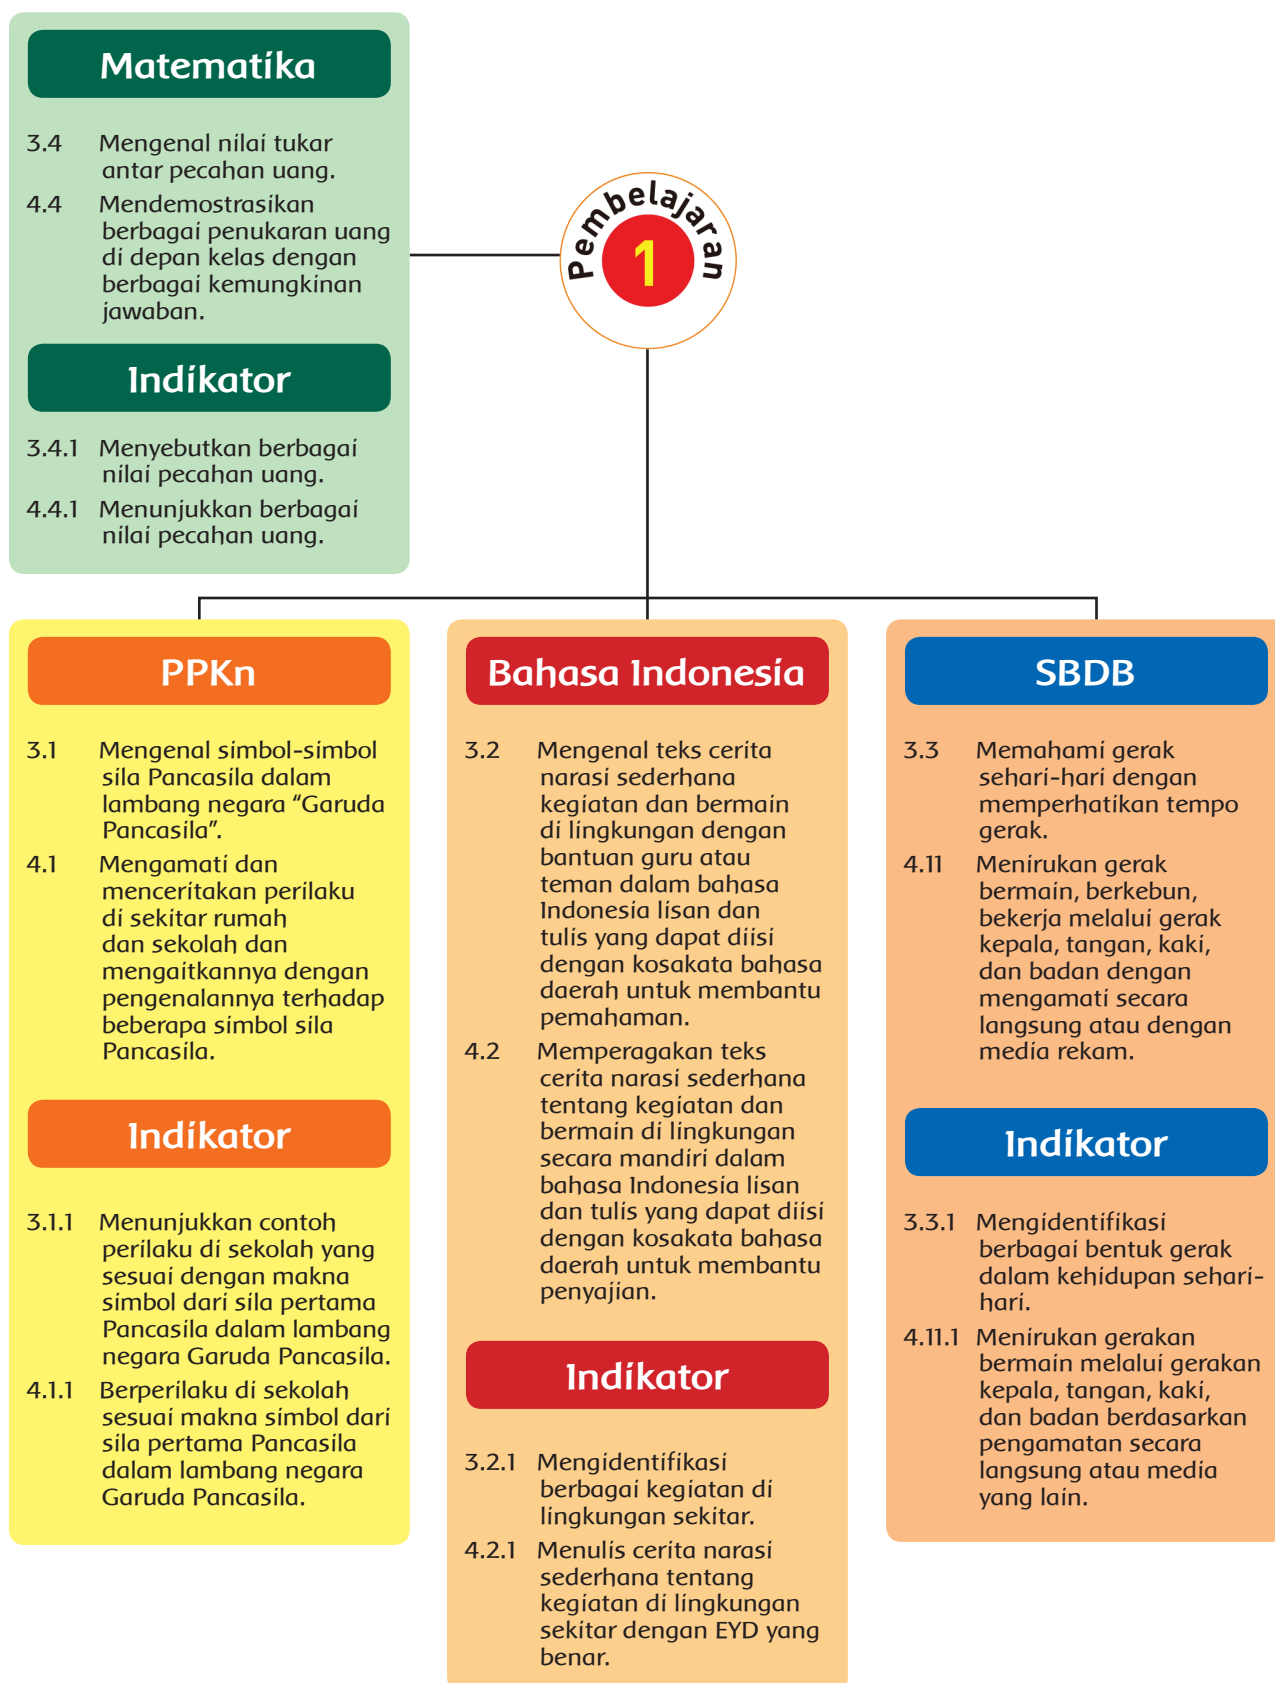 Matematika
3.4 Mengenal nilai tukar
antar pecahan uang.
4.4 Mendemostrasikan
berbagai penukaran uang
di depan kelas dengan
berbagai kemungkinan
jawaban.
Indikator
3.4.1 Menyebutkan berbagai
nilai pecahan uang.
4.4.1 Menunjukkan berbagai
nilai pecahan uang.
Pembelajaran
1
PPKn
3.1 Mengenal simbol-simbol
sila Pancasila dalam
lambang negara “Garuda
Pancasila”.
4.1 Mengamati dan
menceritakan perilaku
di sekitar rumah
dan sekolah dan
mengaitkannya dengan
pengenalannya terhadap
beberapa simbol sila
Pancasila.
Indikator
3.1.1 Menunjukkan contoh
perilaku di sekolah yang
sesuai dengan makna
simbol dari sila pertama
Pancasila dalam lambang
negara Garuda Pancasila.
4.1.1 Berperilaku di sekolah
sesuai makna simbol dari
sila pertama Pancasila
dalam lambang negara
Garuda Pancasila.
Bahasa Indonesia
3.2 Mengenal teks cerita
narasi sederhana
kegiatan dan bermain
di lingkungan dengan
bantuan guru atau
teman dalam bahasa
Indonesia lisan dan
tulis yang dapat diisi
dengan kosakata bahasa
daerah untuk membantu
pemahaman.
4.2 Memperagakan teks
cerita narasi sederhana
tentang kegiatan dan
bermain di lingkungan
secara mandiri dalam
bahasa Indonesia lisan
dan tulis yang dapat diisi
dengan kosakata bahasa
daerah untuk membantu
penyajian.
Indikator
3.2.1 Mengidentifikasi
berbagai kegiatan di
lingkungan sekitar.
4.2.1 Menulis cerita narasi
sederhana tentang
kegiatan di lingkungan
sekitar dengan EYD yang
benar.
SBDB
3.3 Memahami gerak
sehari-hari dengan
memperhatikan tempo
gerak.
4.11 Menirukan gerak
bermain, berkebun,
bekerja melalui gerak
kepala, tangan, kaki,
dan badan dengan
mengamati secara
langsung atau dengan
media rekam.
Indikator
3.3.1 Mengidentifikasi
berbagai bentuk gerak
dalam kehidupan sehari-
hari.
4.11.1 Menirukan gerakan
bermain melalui gerakan
kepala, tangan, kaki,
dan badan berdasarkan
pengamatan secara
langsung atau media
yang lain.